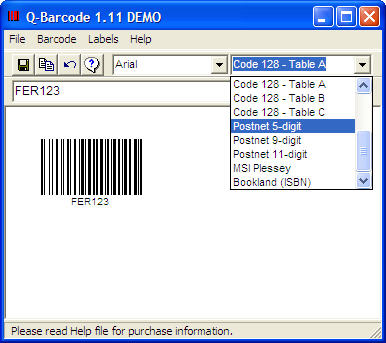 Q-Barcode 1.11 DEMO
File Barcode Labels Help
Arial Code 128 - Table A
FER123
Code 128 - Table A
Code 128 - Table B
Code 128 - Table C
Postnet 5-digit
Postnet 9-digit
Postnet 11-digit
MSI Plessey
Bookland (ISBN)
FER123
Please read Help file for purchase information.